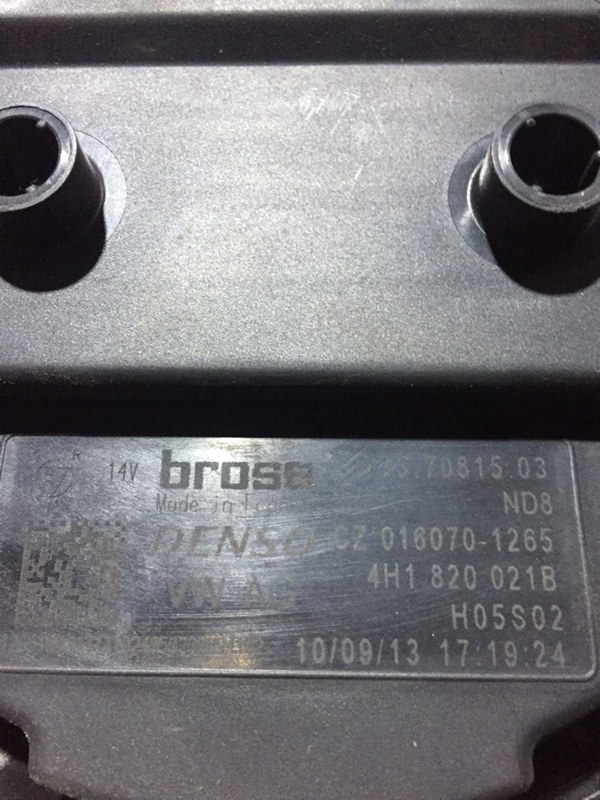 14V brose 70815.03
Made in
ND8
DENSO CZ 016070-1265
VW AG 4H1 820 021B
H05S02
10/09/13 17:19:24